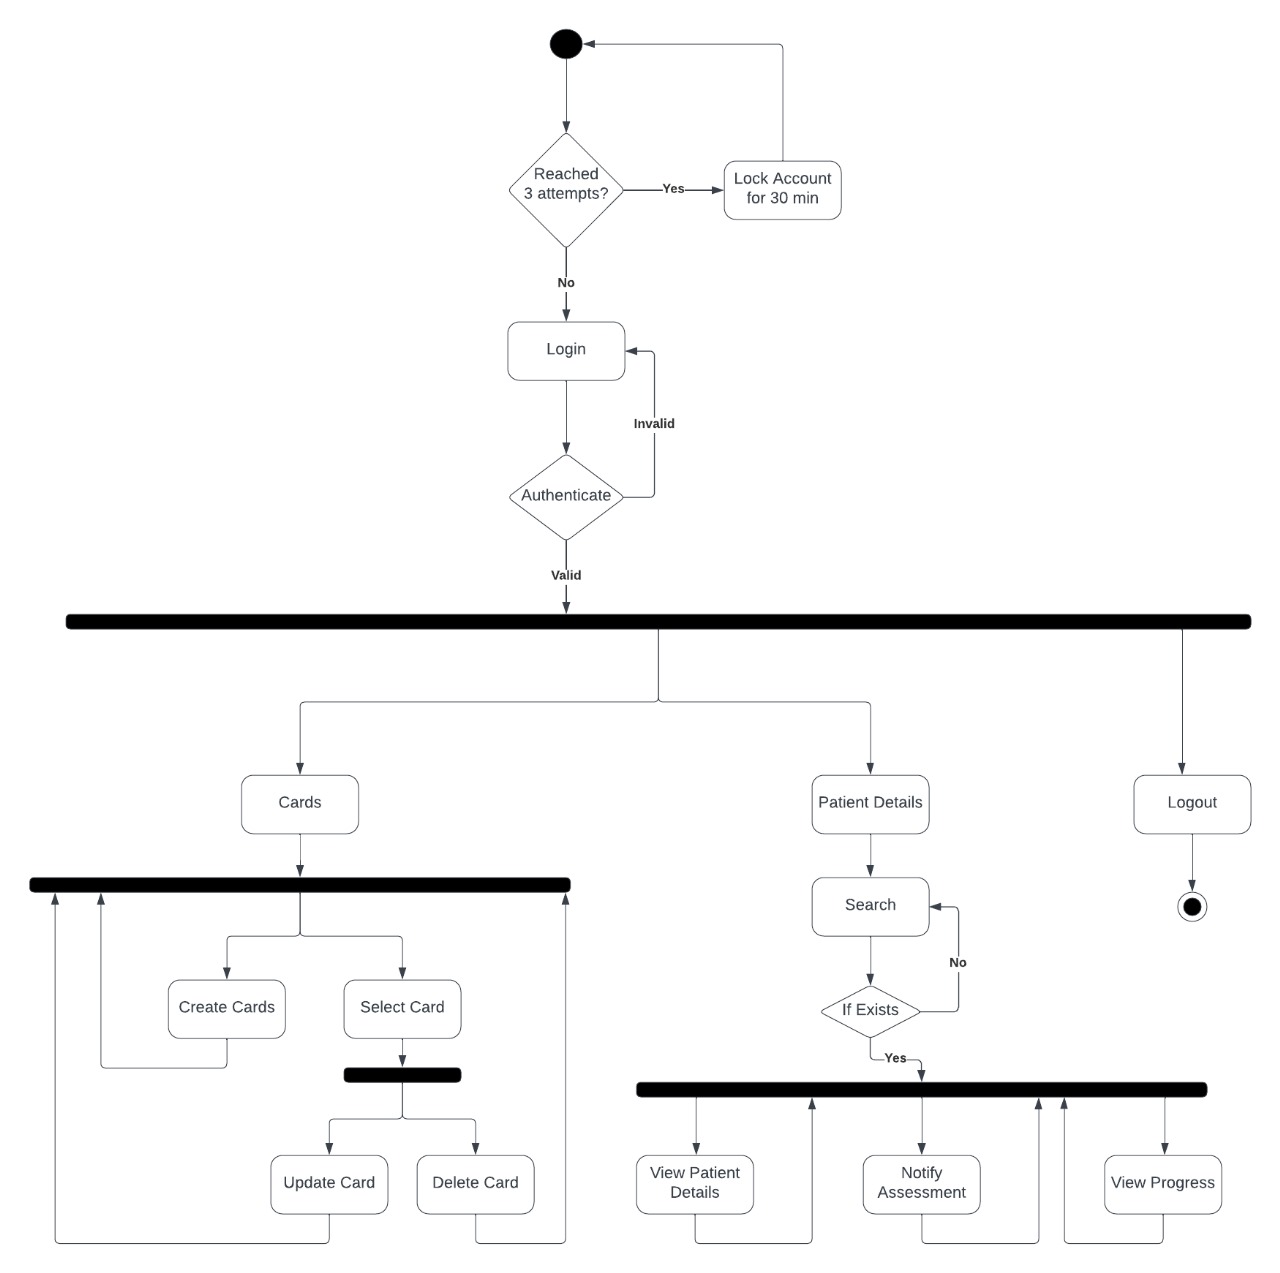 Reached
3 attempts?
Yes
Lock Account
for 30 min
No
Login
Invalid
Authenticate
Valid
Cards
Patient Details
Logout
Search
No
Create Cards
Select Card
If Exists
Yes
Update Card
Delete Card
View Patient
Details
Notify
Assessment
View Progress